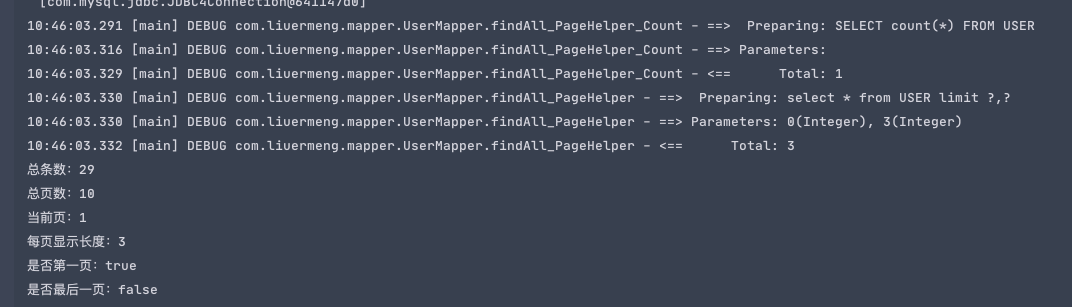 [com.mysql.jdbc.JDBC4Connection@641147d0]
10:46:03.291 [main] DEBUG com.liuermeng.mapper.UserMapper.findAll_PageHelper_Count - ==>  Preparing: SELECT count(*) FROM USER
10:46:03.316 [main] DEBUG com.liuermeng.mapper.UserMapper.findAll_PageHelper_Count - ==> Parameters:
10:46:03.329 [main] DEBUG com.liuermeng.mapper.UserMapper.findAll_PageHelper_Count - <==      Total: 1
10:46:03.330 [main] DEBUG com.liuermeng.mapper.UserMapper.findAll_PageHelper - ==>  Preparing: select * from USER limit ?,?
10:46:03.330 [main] DEBUG com.liuermeng.mapper.UserMapper.findAll_PageHelper - ==> Parameters: 0(Integer), 3(Integer)
10:46:03.332 [main] DEBUG com.liuermeng.mapper.UserMapper.findAll_PageHelper - <==      Total: 3
总条数：29
总页数：10
当前页：1
每页显示长度：3
是否第一页：true
是否最后一页：false